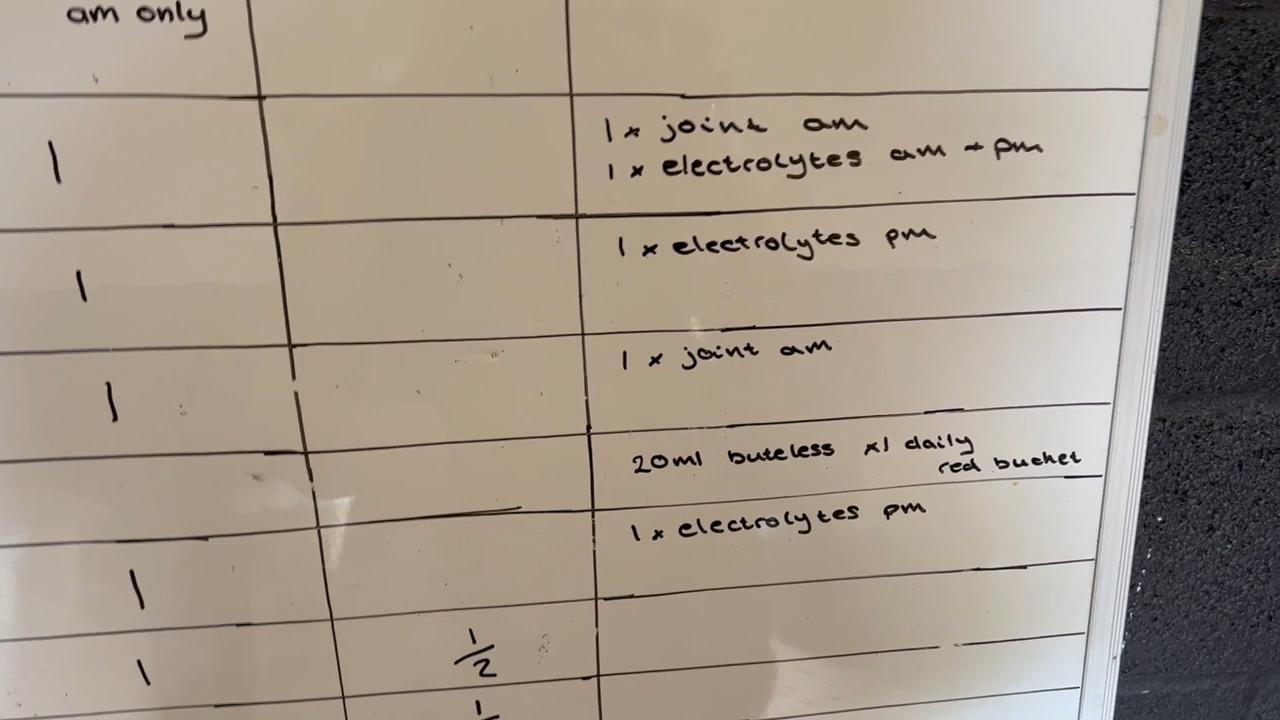 am only
1
1 x joint am
1 x electrolytes am + pm
1
1 x electrolytes pm
1
1 x joint am
20ml buteless x1 daily
red bucket
1
1 x electrolytes pm
1
1/2